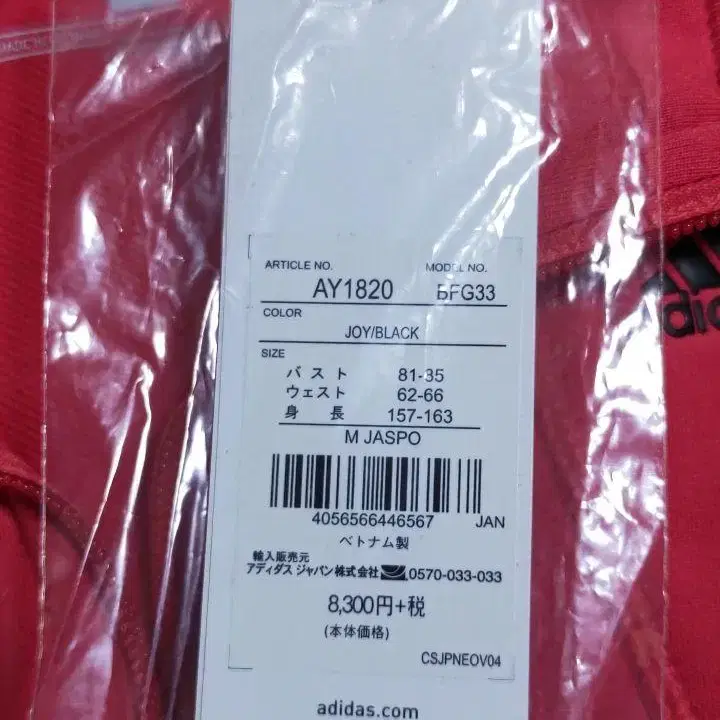 ARTICLE NO. MODEL NO.
AY1820 BFG33
COLOR
JOY/BLACK
SIZE
バスト 81-85
ウェスト 62-66
身長 157-163
M JASPO
4056566446567 JAN
ベトナム製
輸入販売元
アディダス ジャパン株式会社 0570-033-033
8,300円+税
(本体価格)
CSJPNEOV04
adidas.com